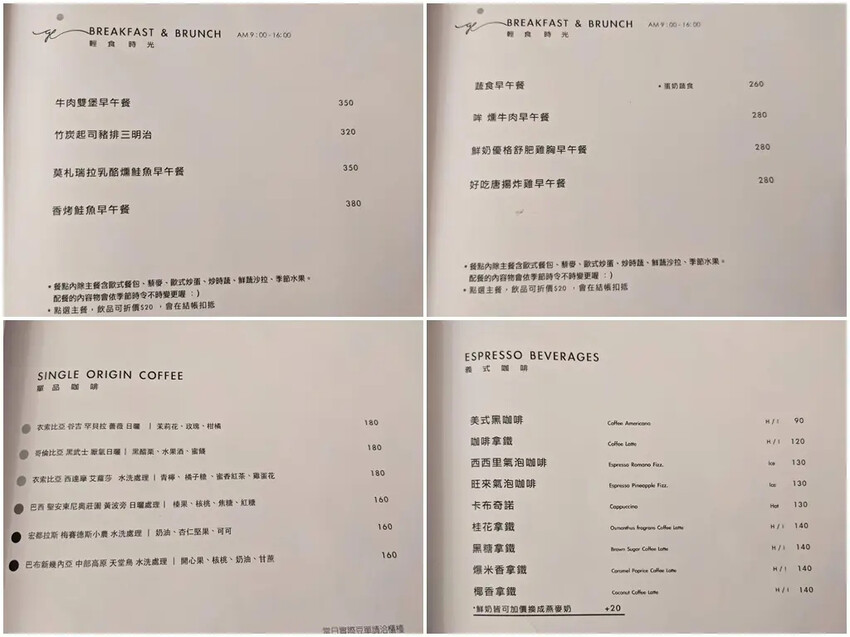 BREAKFAST & BRUNCH AM 9:00-16:00
輕食時光
牛肉雙堡早午餐 350
竹炭起司豬排三明治 320
莫札瑞拉乳酪燻鮭魚早午餐 350
香烤鮭魚早午餐 380
*餐點內除主餐含歐式餐包、藜麥、歐式炒蛋、炒時蔬、鮮蔬沙拉、季節水果。
配餐的內容物會依季節時令不時變更喔 :)
*點選主餐,飲品可折價$20 ,會在結帳扣抵
BREAKFAST & BRUNCH AM 9:00-16:00
輕食時光
蔬食早午餐 *蛋奶蔬食 260
哞 燻牛肉早午餐 280
鮮奶優格舒肥雞胸早午餐 280
好吃唐揚炸雞早午餐 280
*餐點內除主餐含歐式餐包、藜麥、歐式炒蛋、炒時蔬、鮮蔬沙拉、季節水果。
配餐的內容物會依季節時令不時變更喔 :)
*點選主餐,飲品可折價$20 ,會在結帳扣抵
SINGLE ORIGIN COFFEE
單品咖啡
衣索比亞 谷吉 罕貝拉 薔薇 日曬 | 茉莉花、玫瑰、柑橘 180
哥倫比亞 黑武士 厭氧日曬 | 黑醋栗、水果酒、蜜餞 180
衣索比亞 西達摩 艾蘿莎 水洗處理 | 青檸、橘子糖、蜜香紅茶、雞蛋花 180
巴西 聖安東尼奧莊園 黃波旁 日曬處理 | 榛果、核桃、焦糖、紅糖 160
宏都拉斯 梅賽德斯小農 水洗處理 | 奶油、杏仁堅果、可可 160
巴布新幾內亞 中部高原 天堂鳥 水洗處理 | 開心果、核桃、奶油、甘蔗 160
當日實際豆單請洽櫃檯
ESPRESSO BEVERAGES
義式咖啡
美式黑咖啡 Coffee Americano H / I 90
咖啡拿鐵 Coffee Latte H / I 120
西西里氣泡咖啡 Espresso Romano Fizz. Ice 130
旺來氣泡咖啡 Espresso Pineapple Fizz. Ice 130
卡布奇諾 Cappuccino Hot 130
桂花拿鐵 Osmanthus fragrans Coffee Latte H / I 140
黑糖拿鐵 Brown Sugar Coffee Latte H / I 140
爆米香拿鐵 Caramel Poprice Coffee Latte H / I 140
椰香拿鐵 Coconut Coffee Latte H / I 140
*鮮奶皆可加價換成燕麥奶 +20